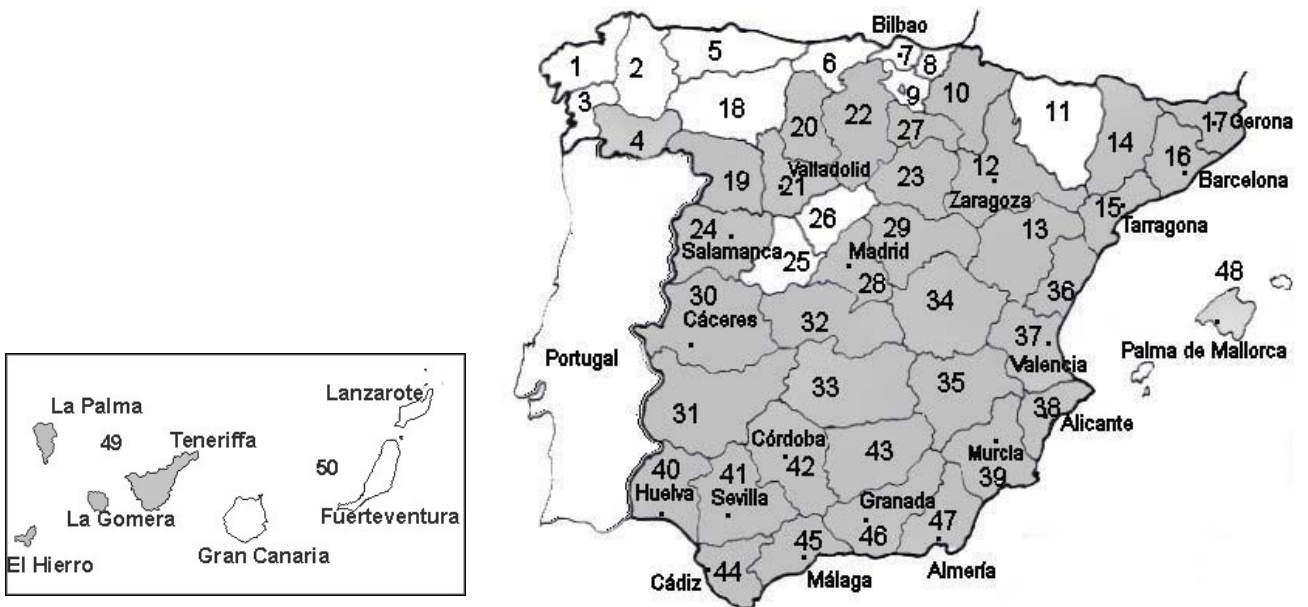 Bilbao
1
2
3
4
5
6
7
8
9
10
11
18
20
22
27
14
17 Gerona
16
Barcelona
19
21 Valladolid
23
12
Zaragoza
15
Tarragona
26
29
13
24
Salamanca
25
Madrid
28
36
48
30
Cáceres
32
34
37
Valencia
Palma de Mallorca
Portugal
31
33
35
38
Alicante
Córdoba
42
43
Murcia
39
40
Huelva
41
Sevilla
Granada
46
47
44
45
Cádiz
Málaga
Almería
Lanzarote
La Palma
49
Teneriffa
50
La Gomera
Fuerteventura
El Hierro
Gran Canaria